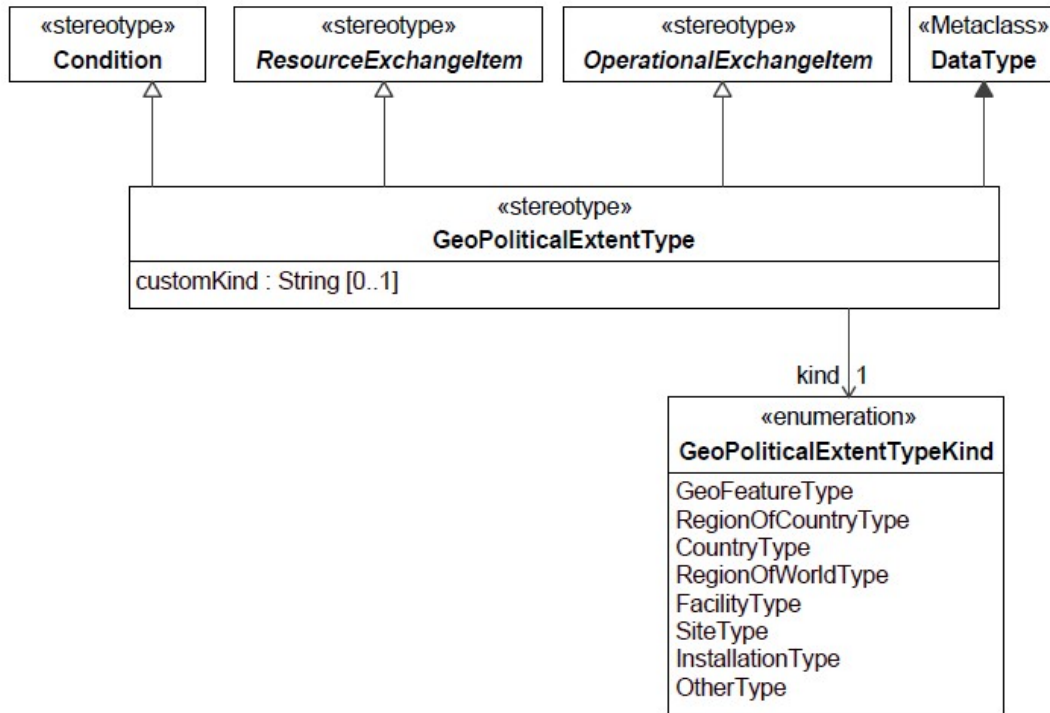 «stereotype»
Condition
«stereotype»
ResourceExchangeItem
«stereotype»
OperationalExchangeItem
«Metaclass»
DataType
«stereotype»
GeoPoliticalExtentType
customKind : String [0..1]
kind 1
«enumeration»
GeoPoliticalExtentTypeKind
GeoFeatureType
RegionOfCountryType
CountryType
RegionOfWorldType
FacilityType
SiteType
InstallationType
OtherType